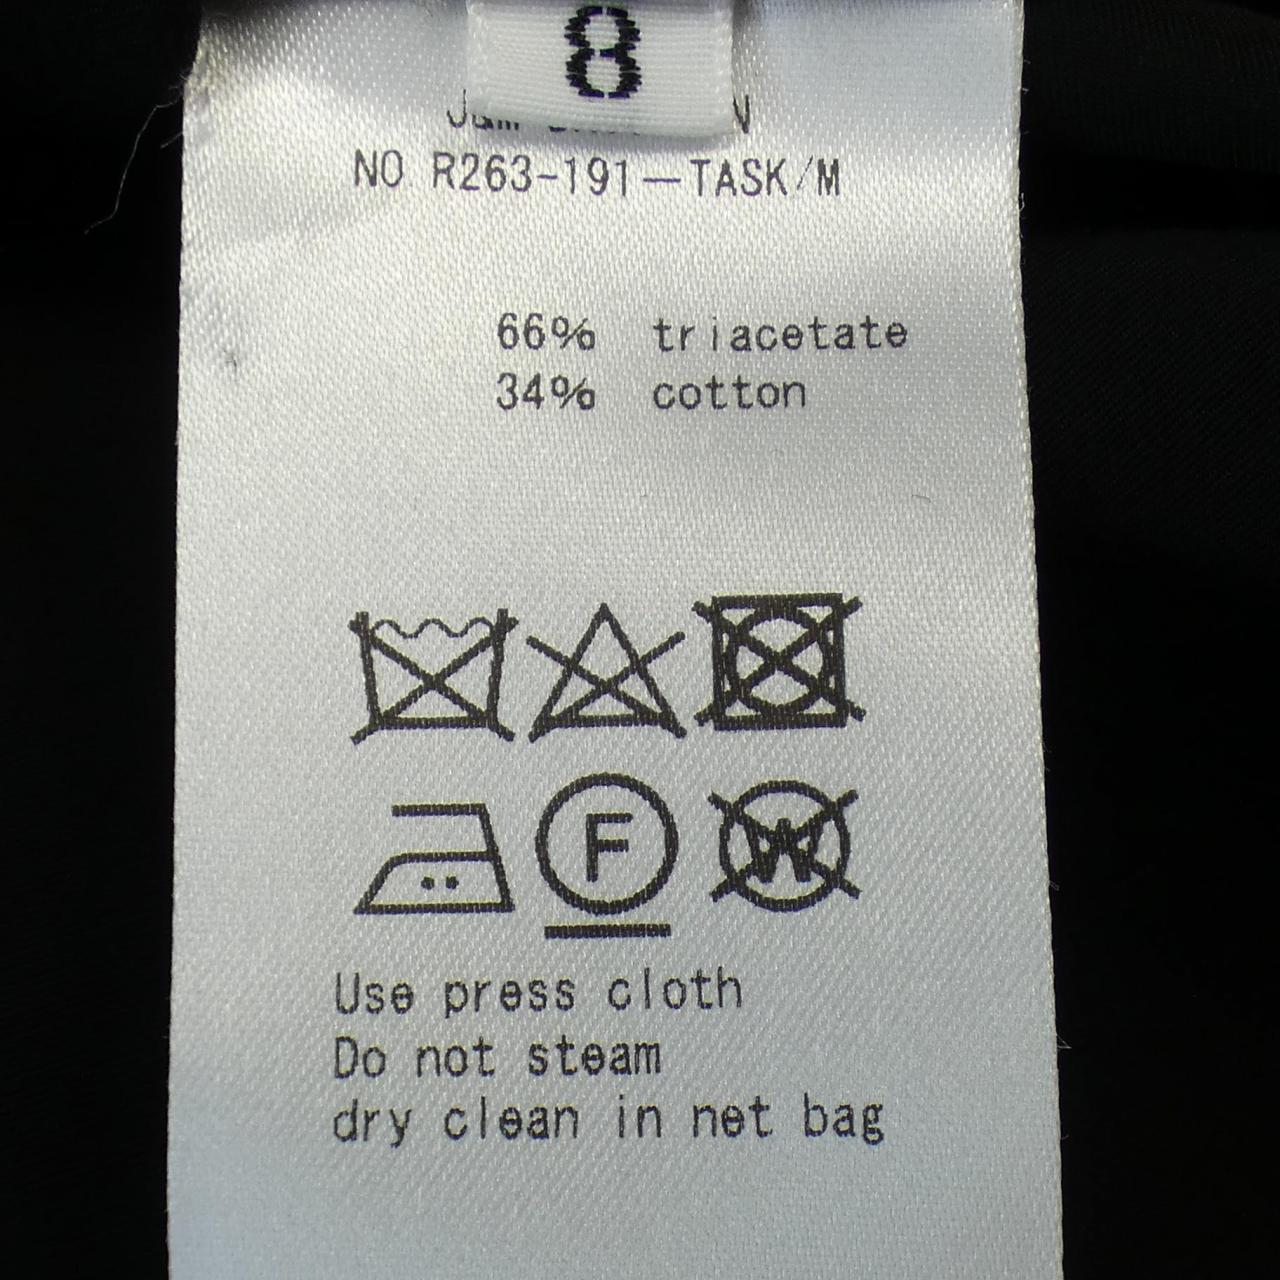 8
NO. R263-191-TASK/M
66% triacetate
34% cotton
F
W
Use press cloth
Do not steam
dry clean in net bag